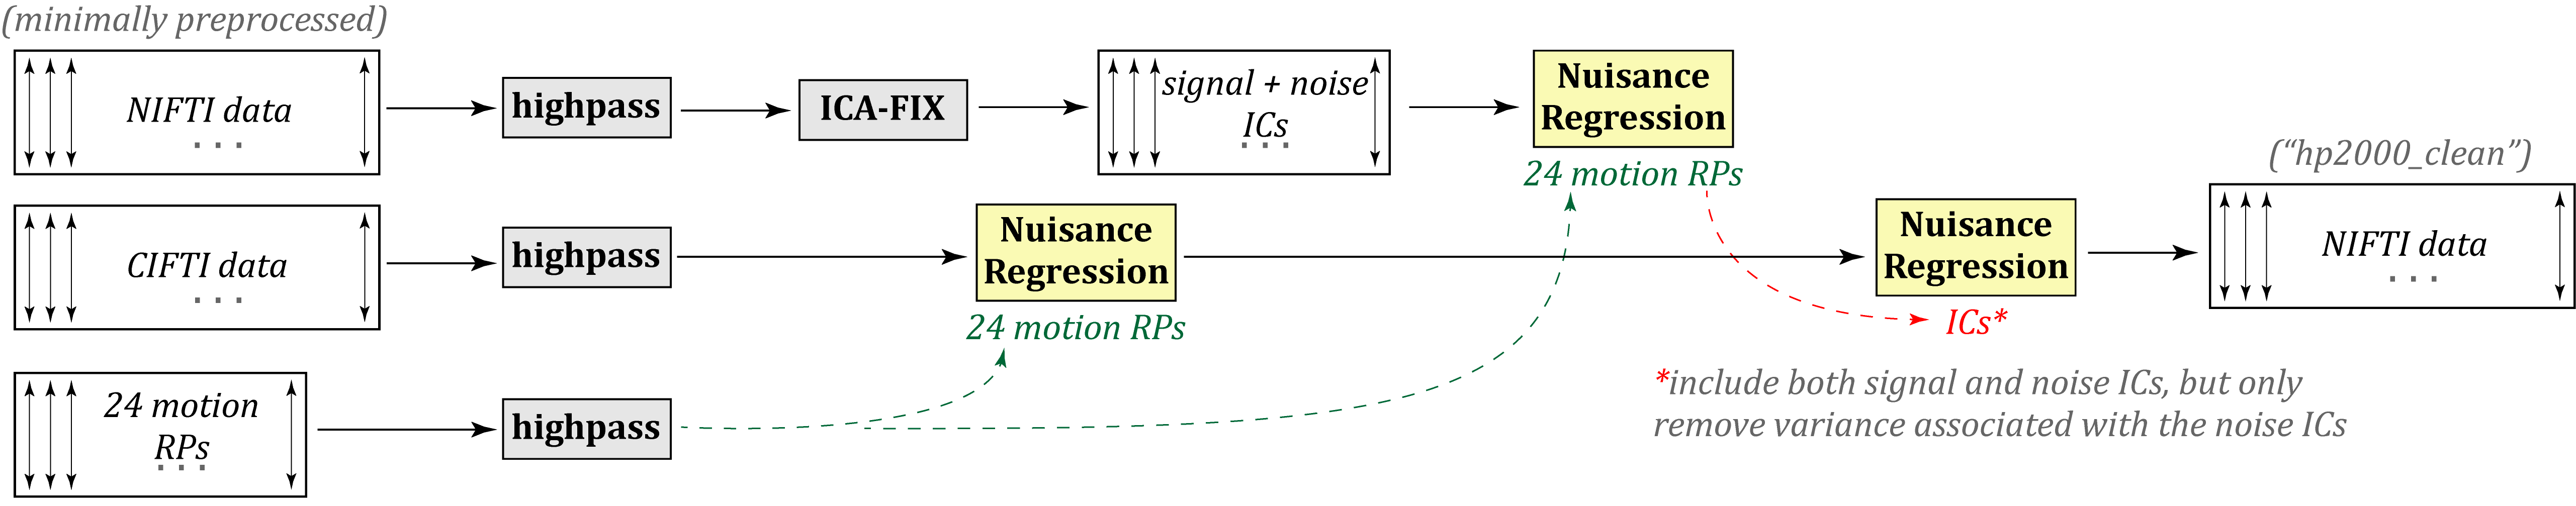 (minimally preprocessed)
NIFTI data
. . .
highpass
ICA-FIX
signal + noise
ICs
. . .
Nuisance
Regression
24 motion RPs
CIFTI data
. . .
highpass
Nuisance
Regression
24 motion RPs
Nuisance
Regression
ICs*
("hp2000_clean")
NIFTI data
. . .
24 motion
RPs
. . .
highpass
*include both signal and noise ICs, but only
remove variance associated with the noise ICs